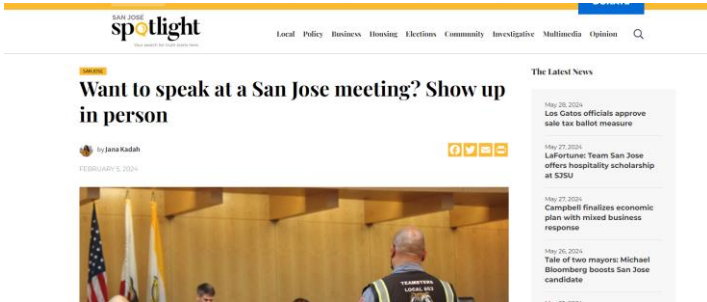 SAN JOSÉ
spotlight
Your search for truth starts here.
Local Policy Business Housing Elections Community Investigative Multimedia Opinion
SAN JOSE
Want to speak at a San Jose meeting? Show up
in person
by Jana Kadah
FEBRUARY 5, 2024
TEAMSTERS
LOCAL 853
The Latest News
May 28, 2024
Los Gatos officials approve
sale tax ballot measure
May 27, 2024
LaFortune: Team San Jose
offers hospitality scholarship
at SJSU
May 27, 2024
Campbell finalizes economic
plan with mixed business
response
May 26, 2024
Tale of two mayors: Michael
Bloomberg boosts San Jose
candidate